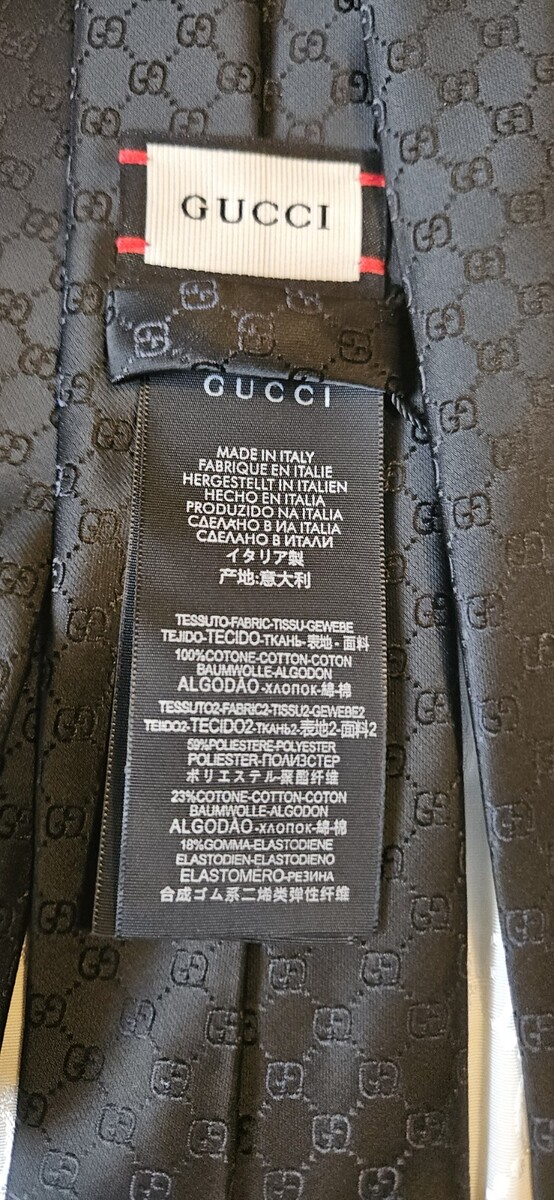 GUCCI
GUCCI
MADE IN ITALY
FABRIQUE EN ITALIE
HERGESTELLT IN ITALIEN
HECHO EN ITALIA
PRODUZIDO NA ITALIA
СДЕЛАНО В ИА ITALIA
СДЕЛАНО В ИТАЛИ
イタリア製
产地:意大利
TESSUTO-FABRIC-TISSU-GEWEBE
TEJIDO-TECIDO-ТКАНЬ-表地-面料
100%COTONE-COTTON-COTON
BAUMWOLLE-ALGODON
ALGODÃO-ХЛОПОК-綿-棉
TESSUTO2-FABRIC2-TISSU2-GEWEBE2
TEJIDO2-TECIDO2-ТКАНЬ2-表地2-面料2
59%POLIESTERE-POLYESTER
POLIESTER-ПОЛИЭСТЕР
ポリエステル-聚酯纤维
23%COTONE-COTTON-COTON
BAUMWOLLE-ALGODON
ALGODÃO-ХЛОПОК-綿-棉
18%GOMMA-ELASTODIENE
ELASTODIEN-ELASTODIENO
ELASTOMERO-РЕЗИНА
合成ゴム系二烯类弹性纤维